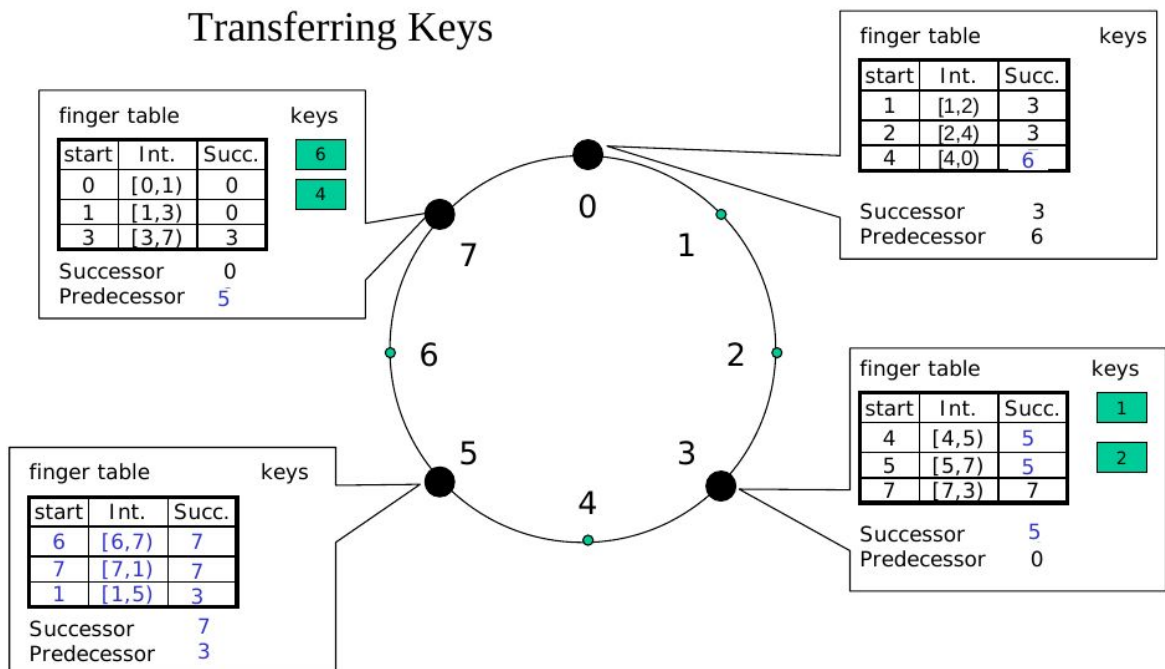 Transferring Keys
finger table keys
start Int. Succ.
1 [1,2) 3
2 [2,4) 3
4 [4,0) 6
Successor 3
Predecessor 6
finger table keys
start Int. Succ.
0 [0,1) 0
1 [1,3) 0
3 [3,7) 3
6
4
Successor 0
Predecessor 5
0
1
2
3
4
5
6
7
finger table keys
start Int. Succ.
4 [4,5) 5
5 [5,7) 5
7 [7,3) 7
1
2
Successor 5
Predecessor 0
finger table keys
start Int. Succ.
6 [6,7) 7
7 [7,1) 7
1 [1,5) 3
Successor 7
Predecessor 3